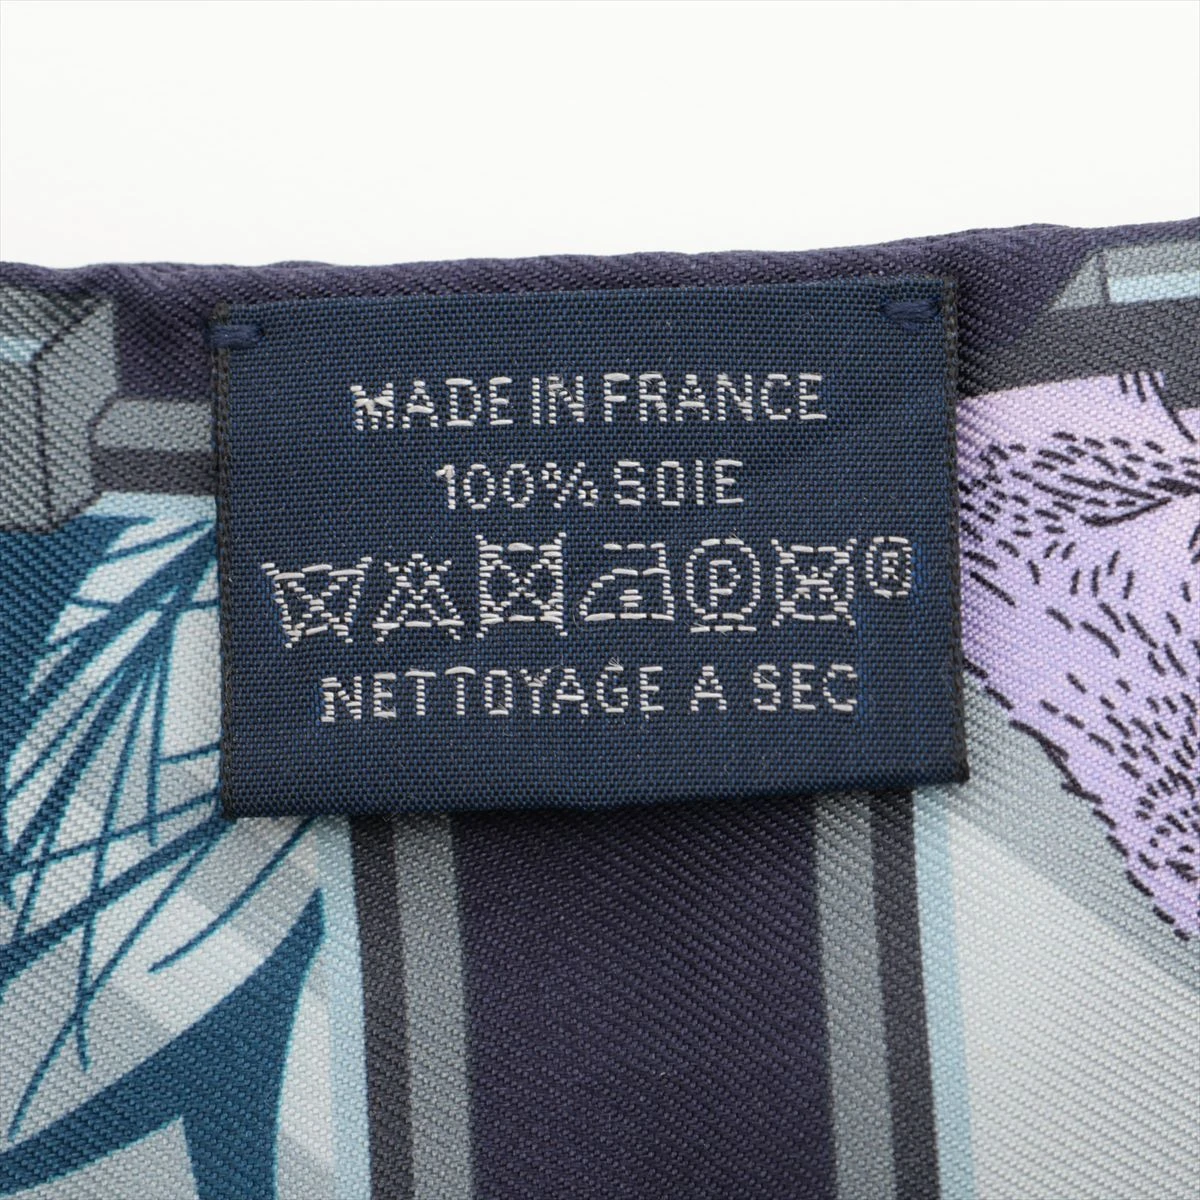 MADE IN FRANCE
100% SOIE
P ®
NETTOYAGE A SEC